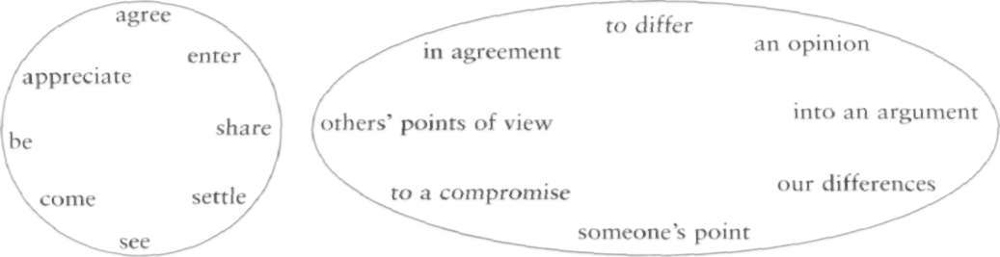 agree
enter
appreciate
share
be
come
settle
see
to differ
in agreement
an opinion
others' points of view
into an argument
to a compromise
our differences
someone's point